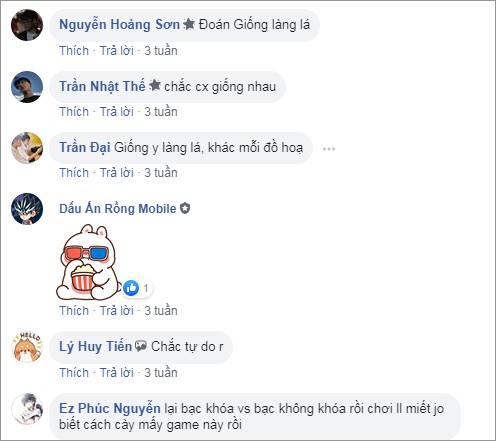 Nguyễn Hoảng Sơn Đoán Giống làng lá
Thích · Trả lời · 3 tuần
Trần Nhật Thế chắc cx giống nhau
Thích · Trả lời · 3 tuần
Trần Đại Giống y làng lá, khác mỗi đồ hoạ
Thích · Trả lời · 3 tuần
Dấu Ấn Rồng Mobile
1
Thích · Trả lời · 3 tuần
HELLO
Lý Huy Tiến Chắc tự do r
Thích · Trả lời · 3 tuần
Ez Phúc Nguyễn lại bạc khóa vs bạc không khóa rồi chơi ll miết jo
biết cách cày mấy game này rồi